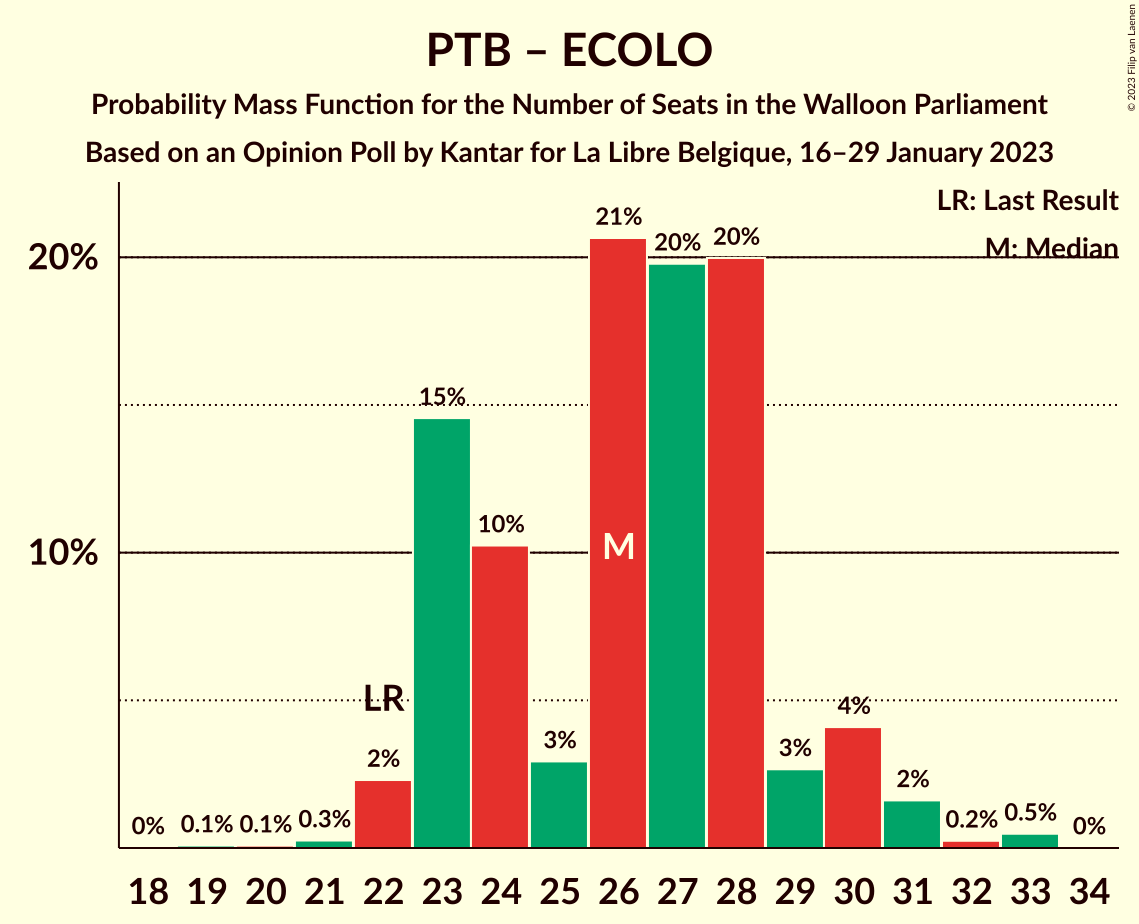 © 2023 Filip van Laenen
PTB – ECOLO
Probability Mass Function for the Number of Seats in the Walloon Parliament
Based on an Opinion Poll by Kantar for La Libre Belgique, 16–29 January 2023
LR: Last Result
M: Median
20%
10%
0% 0.1% 0.1% 0.3% 2% 15% 10% 3% 21% 20% 20% 3% 4% 2% 0.2% 0.5% 0%
LR
M
18 19 20 21 22 23 24 25 26 27 28 29 30 31 32 33 34